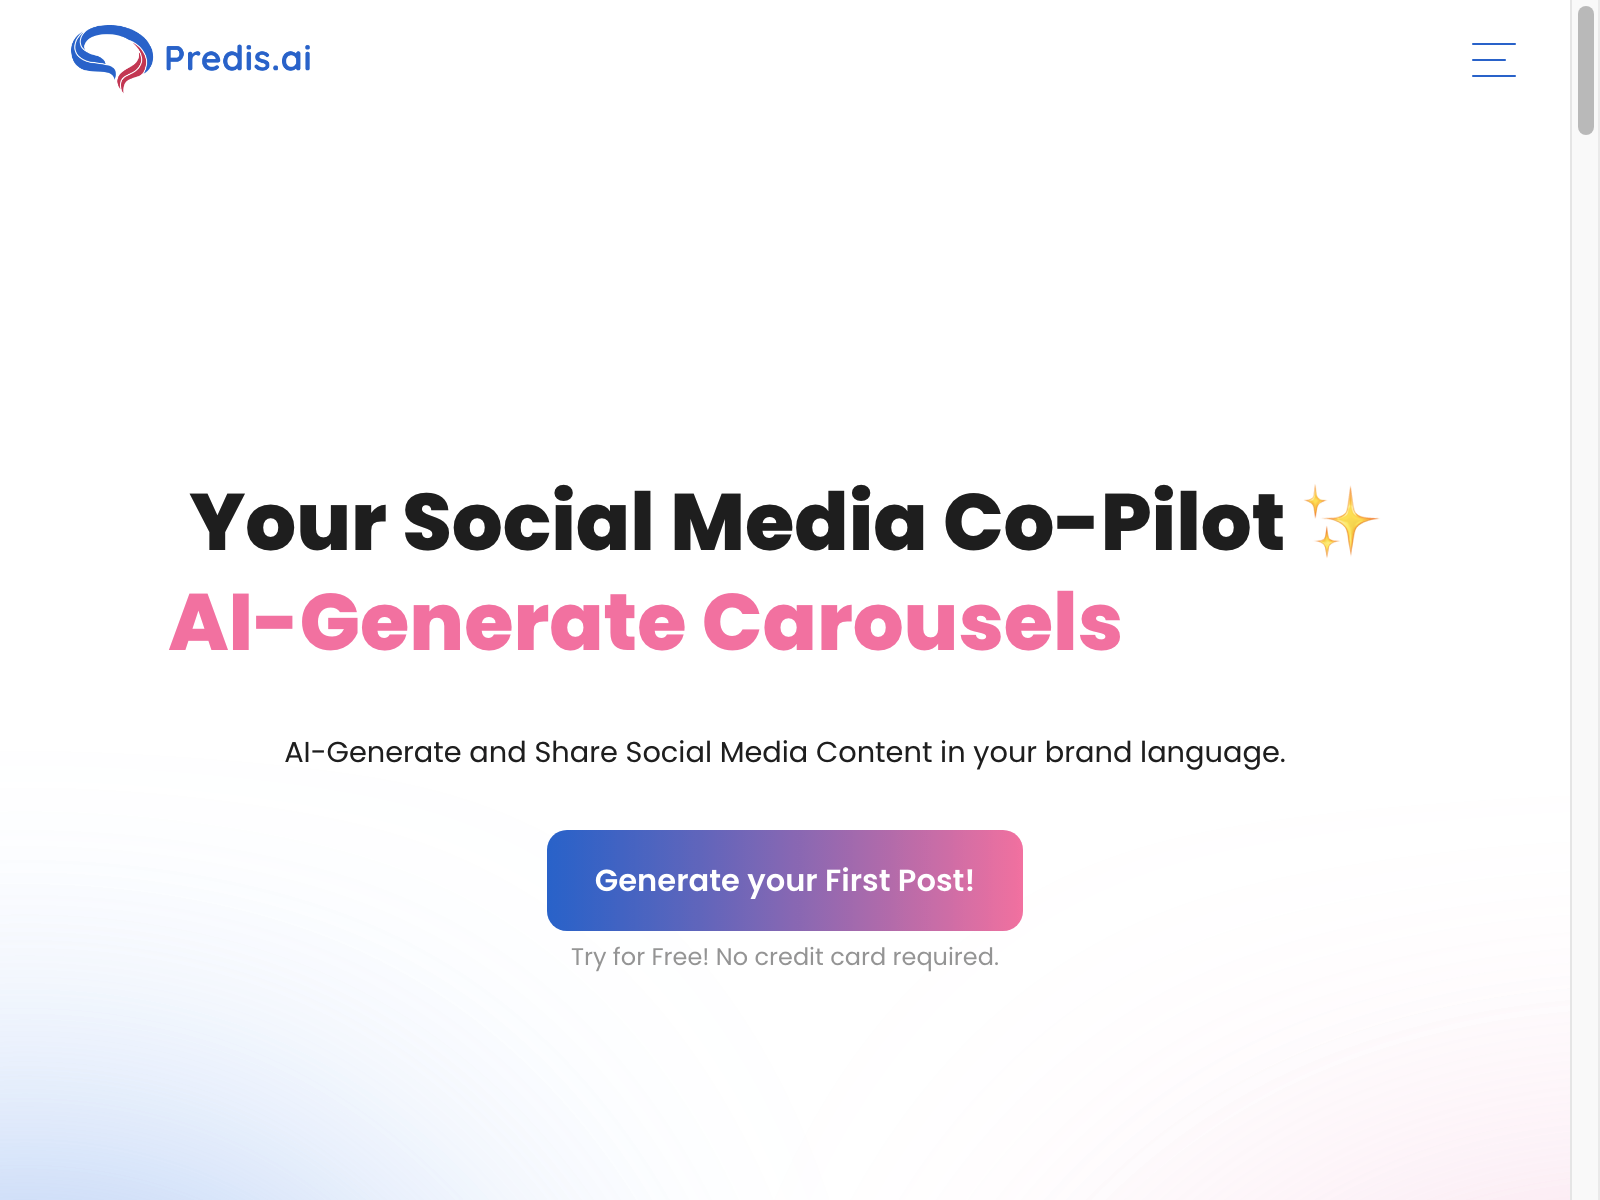 Predis.ai
Your Social Media Co-Pilot ✨
AI-Generate Carousels
AI-Generate and Share Social Media Content in your brand language.
Generate your First Post!
Try for Free! No credit card required.